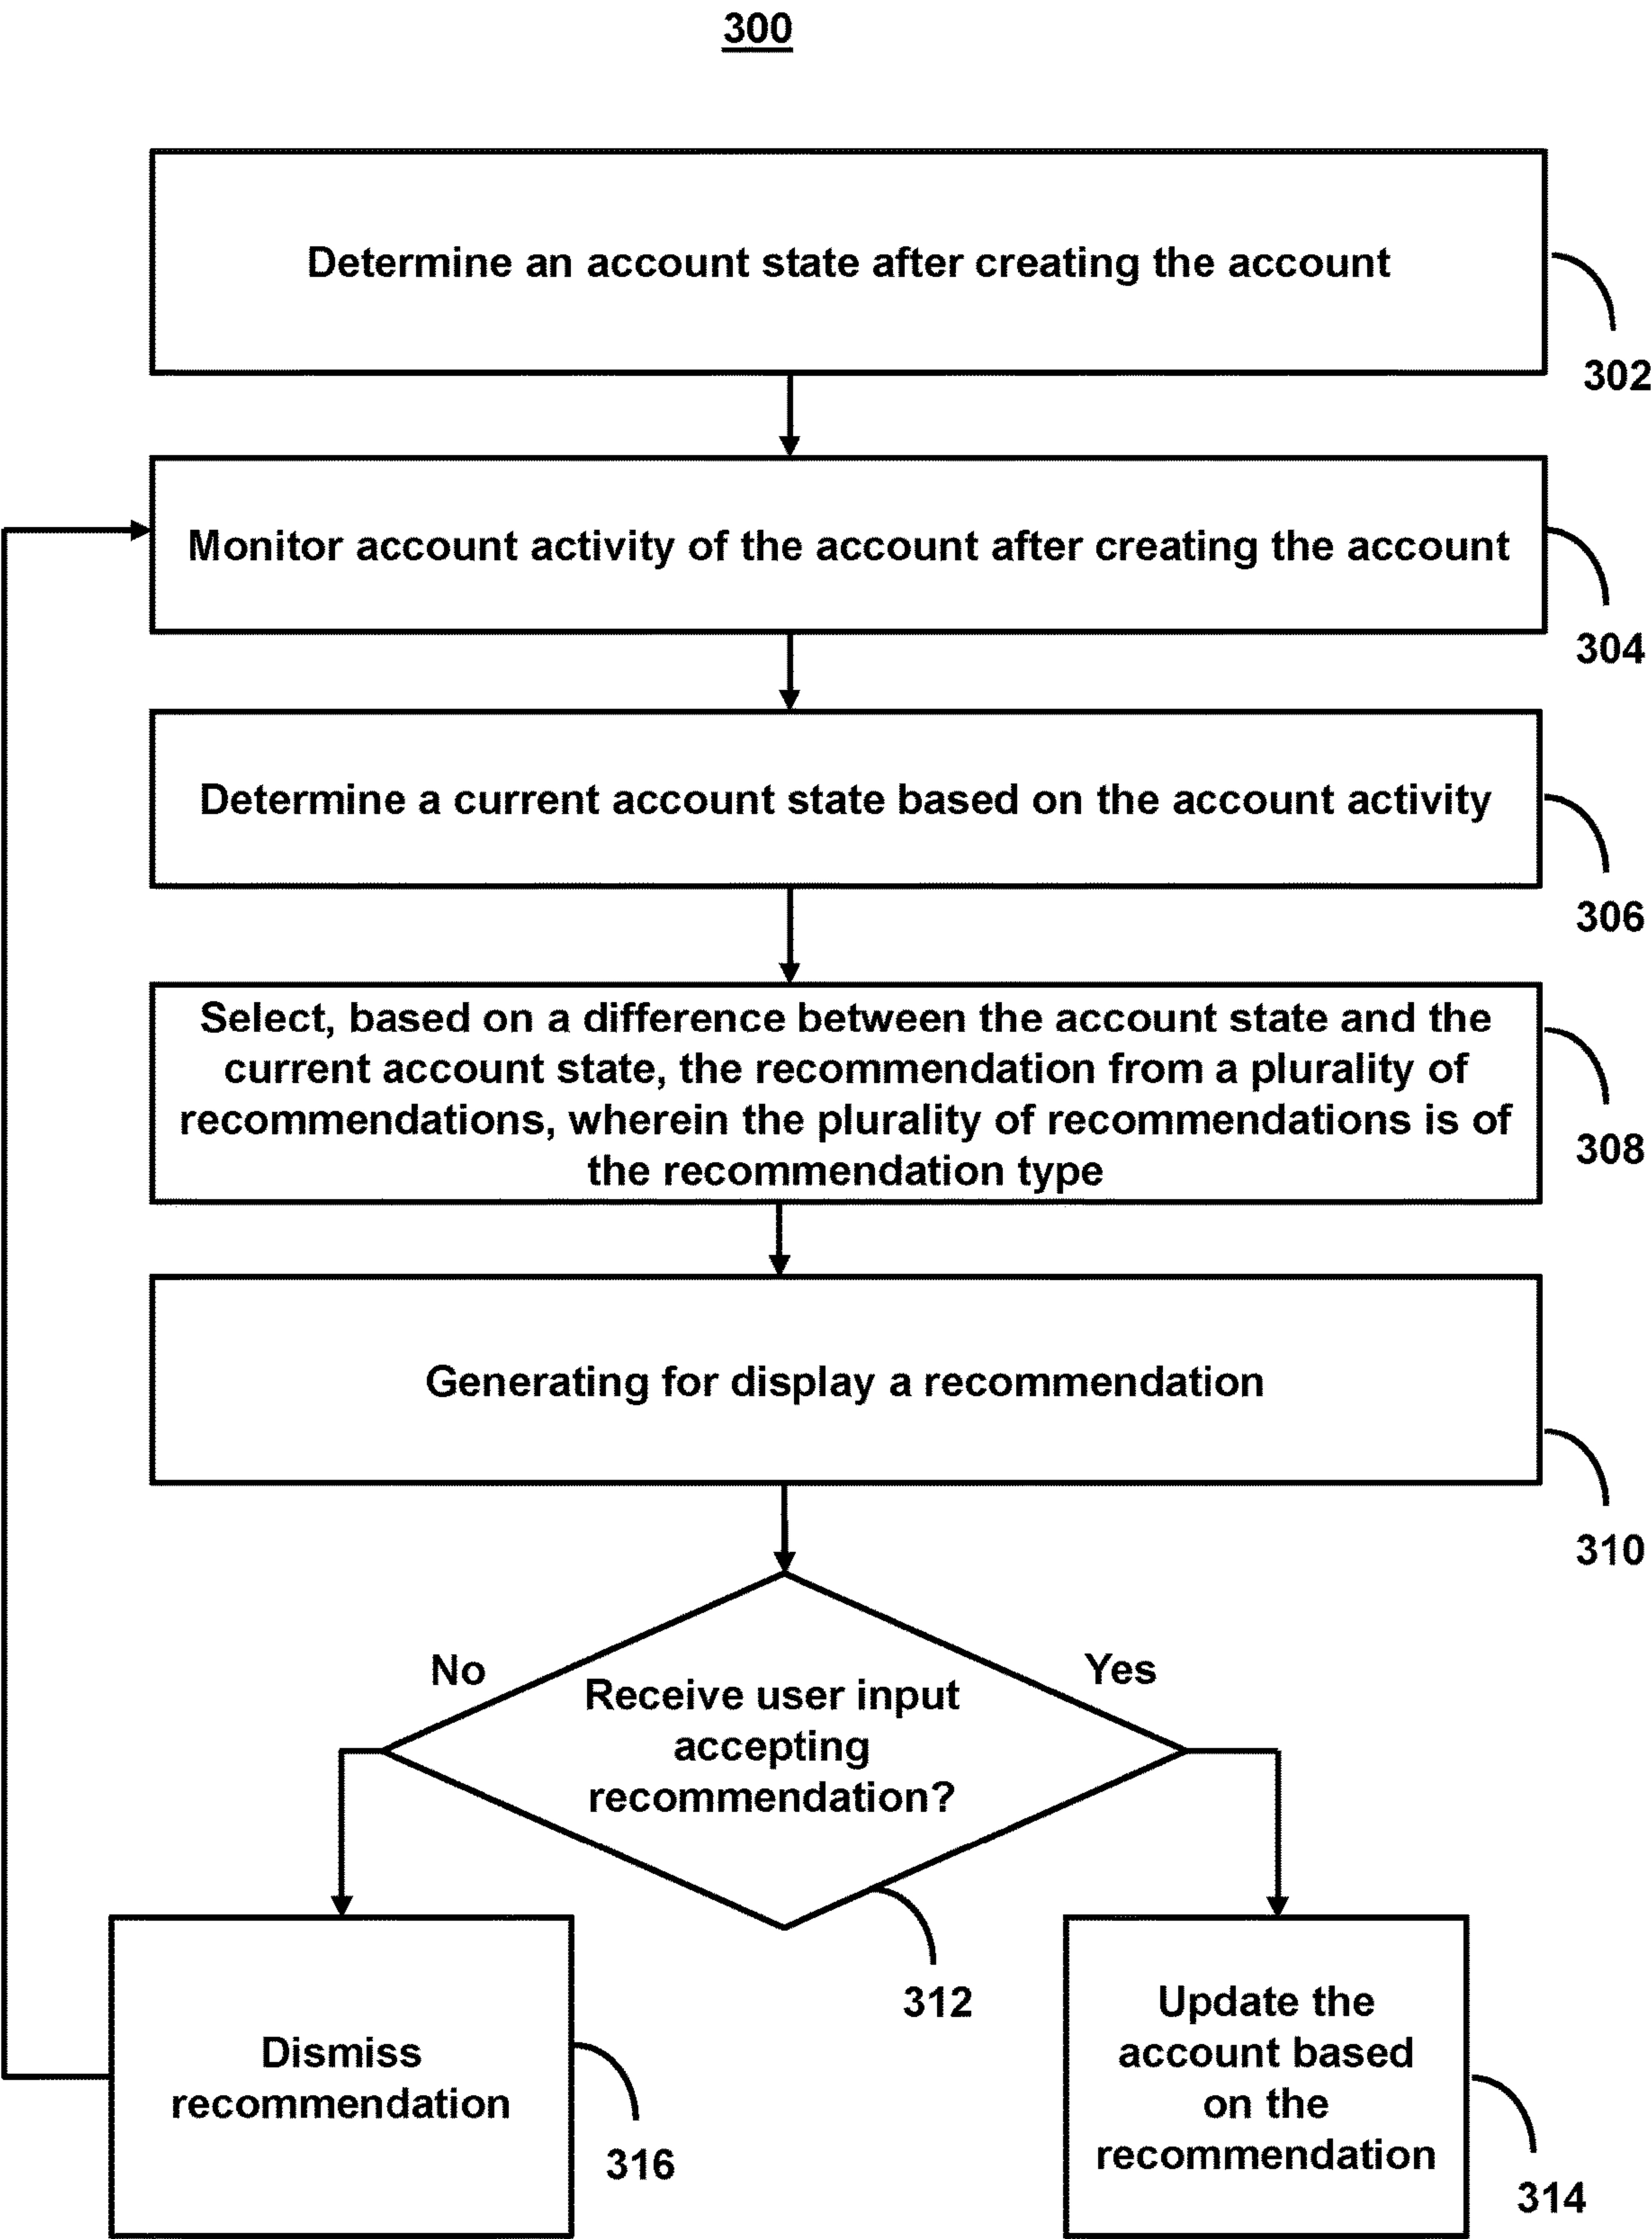 300
Determine an account state after creating the account
302
Monitor account activity of the account after creating the account
304
Determine a current account state based on the account activity
306
Select, based on a difference between the account state and the
current account state, the recommendation from a plurality of
recommendations, wherein the plurality of recommendations is of
the recommendation type
308
Generating for display a recommendation
310
No
Yes
Receive user input
accepting
recommendation?
312
Dismiss
recommendation
316
Update the
account based
on the
recommendation
314